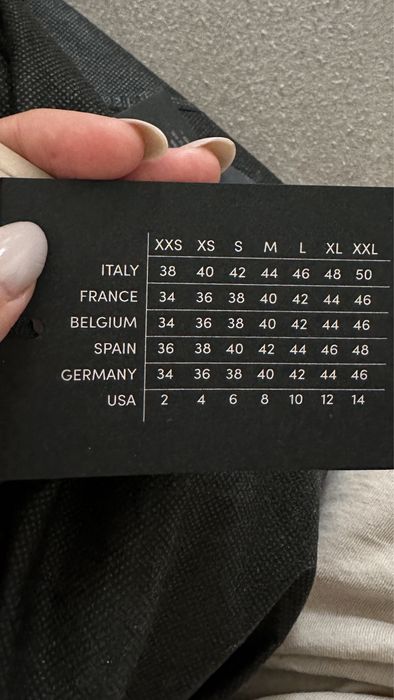 XXS XS S M L XL XXL
ITALY 38 40 42 44 46 48 50
FRANCE 34 36 38 40 42 44 46
BELGIUM 34 36 38 40 42 44 46
SPAIN 36 38 40 42 44 46 48
GERMANY 34 36 38 40 42 44 46
USA 2 4 6 8 10 12 14